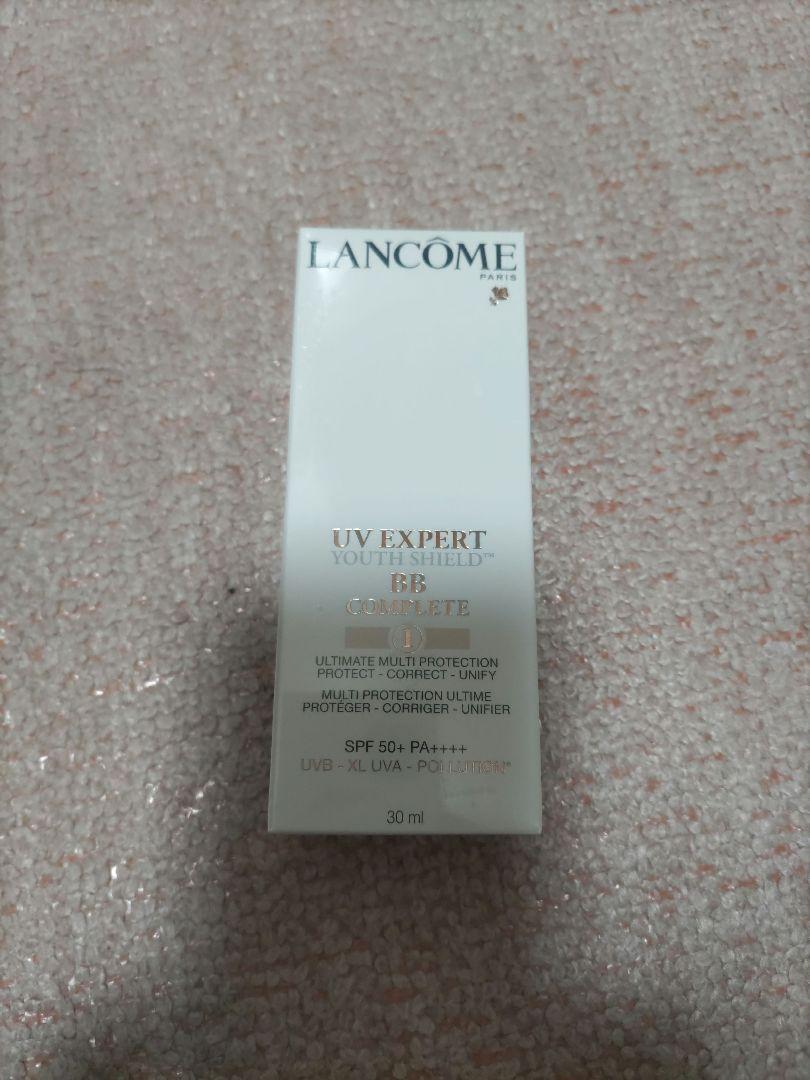 LANCÔME
PARIS
UV EXPERT
YOUTH SHIELD™
BB
COMPLETE
1
ULTIMATE MULTI PROTECTION
PROTECT - CORRECT - UNIFY
MULTI PROTECTION ULTIME
PROTÉGER - CORRIGER - UNIFIER
SPF 50+ PA++++
UVB - XL UVA - POLLUTION*
30 ml